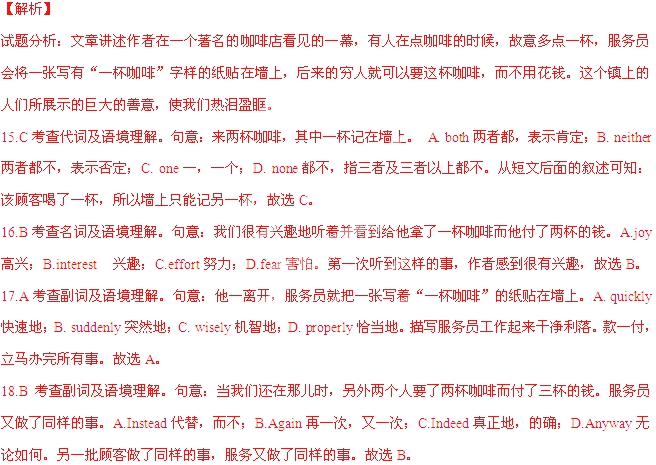 【解析】
试题分析：文章讲述作者在一个著名的咖啡店看见的一幕，有人在点咖啡的时候，故意多点一杯，服务员
会将一张写有“一杯咖啡”字样的纸贴在墙上，后来的穷人就可以要这杯咖啡，而不用花钱。这个镇上的
人们所展示的巨大的善意，使我们热泪盈眶。
15.C 考查代词及语境理解。句意：来两杯咖啡，其中一杯记在墙上。 A. both 两者都，表示肯定；B. neither
两者都不，表示否定；C. one 一，一个；D. none 都不，指三者及三者以上都不。从短文后面的叙述可知：
该顾客喝了一杯，所以墙上只能记另一杯，故选 C。
16.B 考查名词及语境理解。句意：我们很有兴趣地听着并看到给他拿了一杯咖啡而他付了两杯的钱。A.joy
高兴；B.interest 兴趣；C.effort 努力；D.fear 害怕。第一次听到这样的事，作者感到很有兴趣，故选 B。
17.A 考查副词及语境理解。句意：他一离开，服务员就把一张写着“一杯咖啡”的纸贴在墙上。A. quickly
快速地；B. suddenly 突然地；C. wisely 机智地；D. properly 恰当地。描写服务员工作起来干净利落。款一付，
立马办完所有事。故选 A。
18.B 考查副词及语境理解。句意：当我们还在那儿时，另外两个人要了两杯咖啡而付了三杯的钱。服务员
又做了同样的事。A.Instead 代替，而不；B.Again 再一次，又一次；C.Indeed 真正地，的确；D.Anyway 无
论如何。另一批顾客做了同样的事，服务又做了同样的事。故选 B。